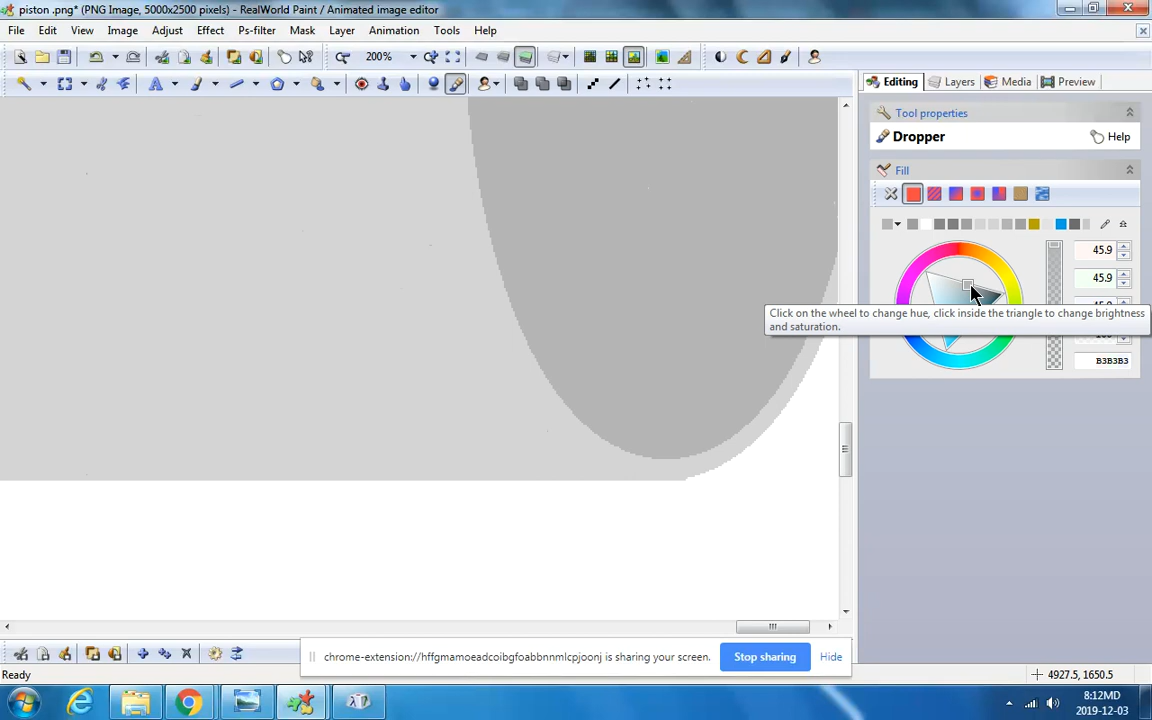 piston .png* (PNG Image, 5000x2500 pixels) - RealWorld Paint / Animated image editor
File Edit View Image Adjust Effect Ps-filter Mask Layer Animation Tools Help
200%
Editing Layers Media Preview
Tool properties
Dropper Help
Fill
45.9
45.9
Click on the wheel to change hue, click inside the triangle to change brightness
and saturation.
B3B3B3
chrome-extension://hffgmamoeadcoibgfoabbnnmlcpjoonj is sharing your screen. Stop sharing Hide
Ready
4927.5, 1650.5
8:12MD
2019-12-03